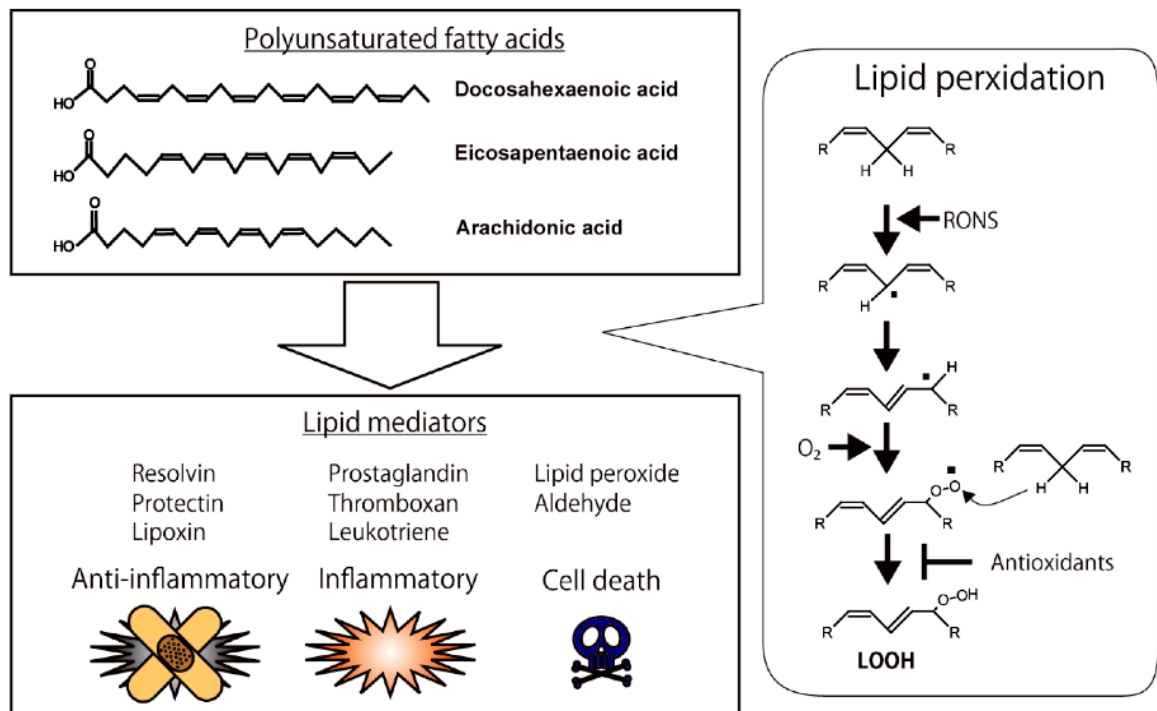 Polyunsaturated fatty acids
O
HO
Docosahexaenoic acid
O
HO
Eicosapentaenoic acid
O
HO
Arachidonic acid
Lipid mediators
Resolvin
Protectin
Lipoxin
Anti-inflammatory
Prostaglandin
Thromboxan
Leukotriene
Inflammatory
Lipid peroxide
Aldehyde
Cell death
Lipid perxidation
R R
H H
RONS
R R
H
H
R R
O₂
O-O
R R
R R
H H
Antioxidants
O-OH
R R
LOOH